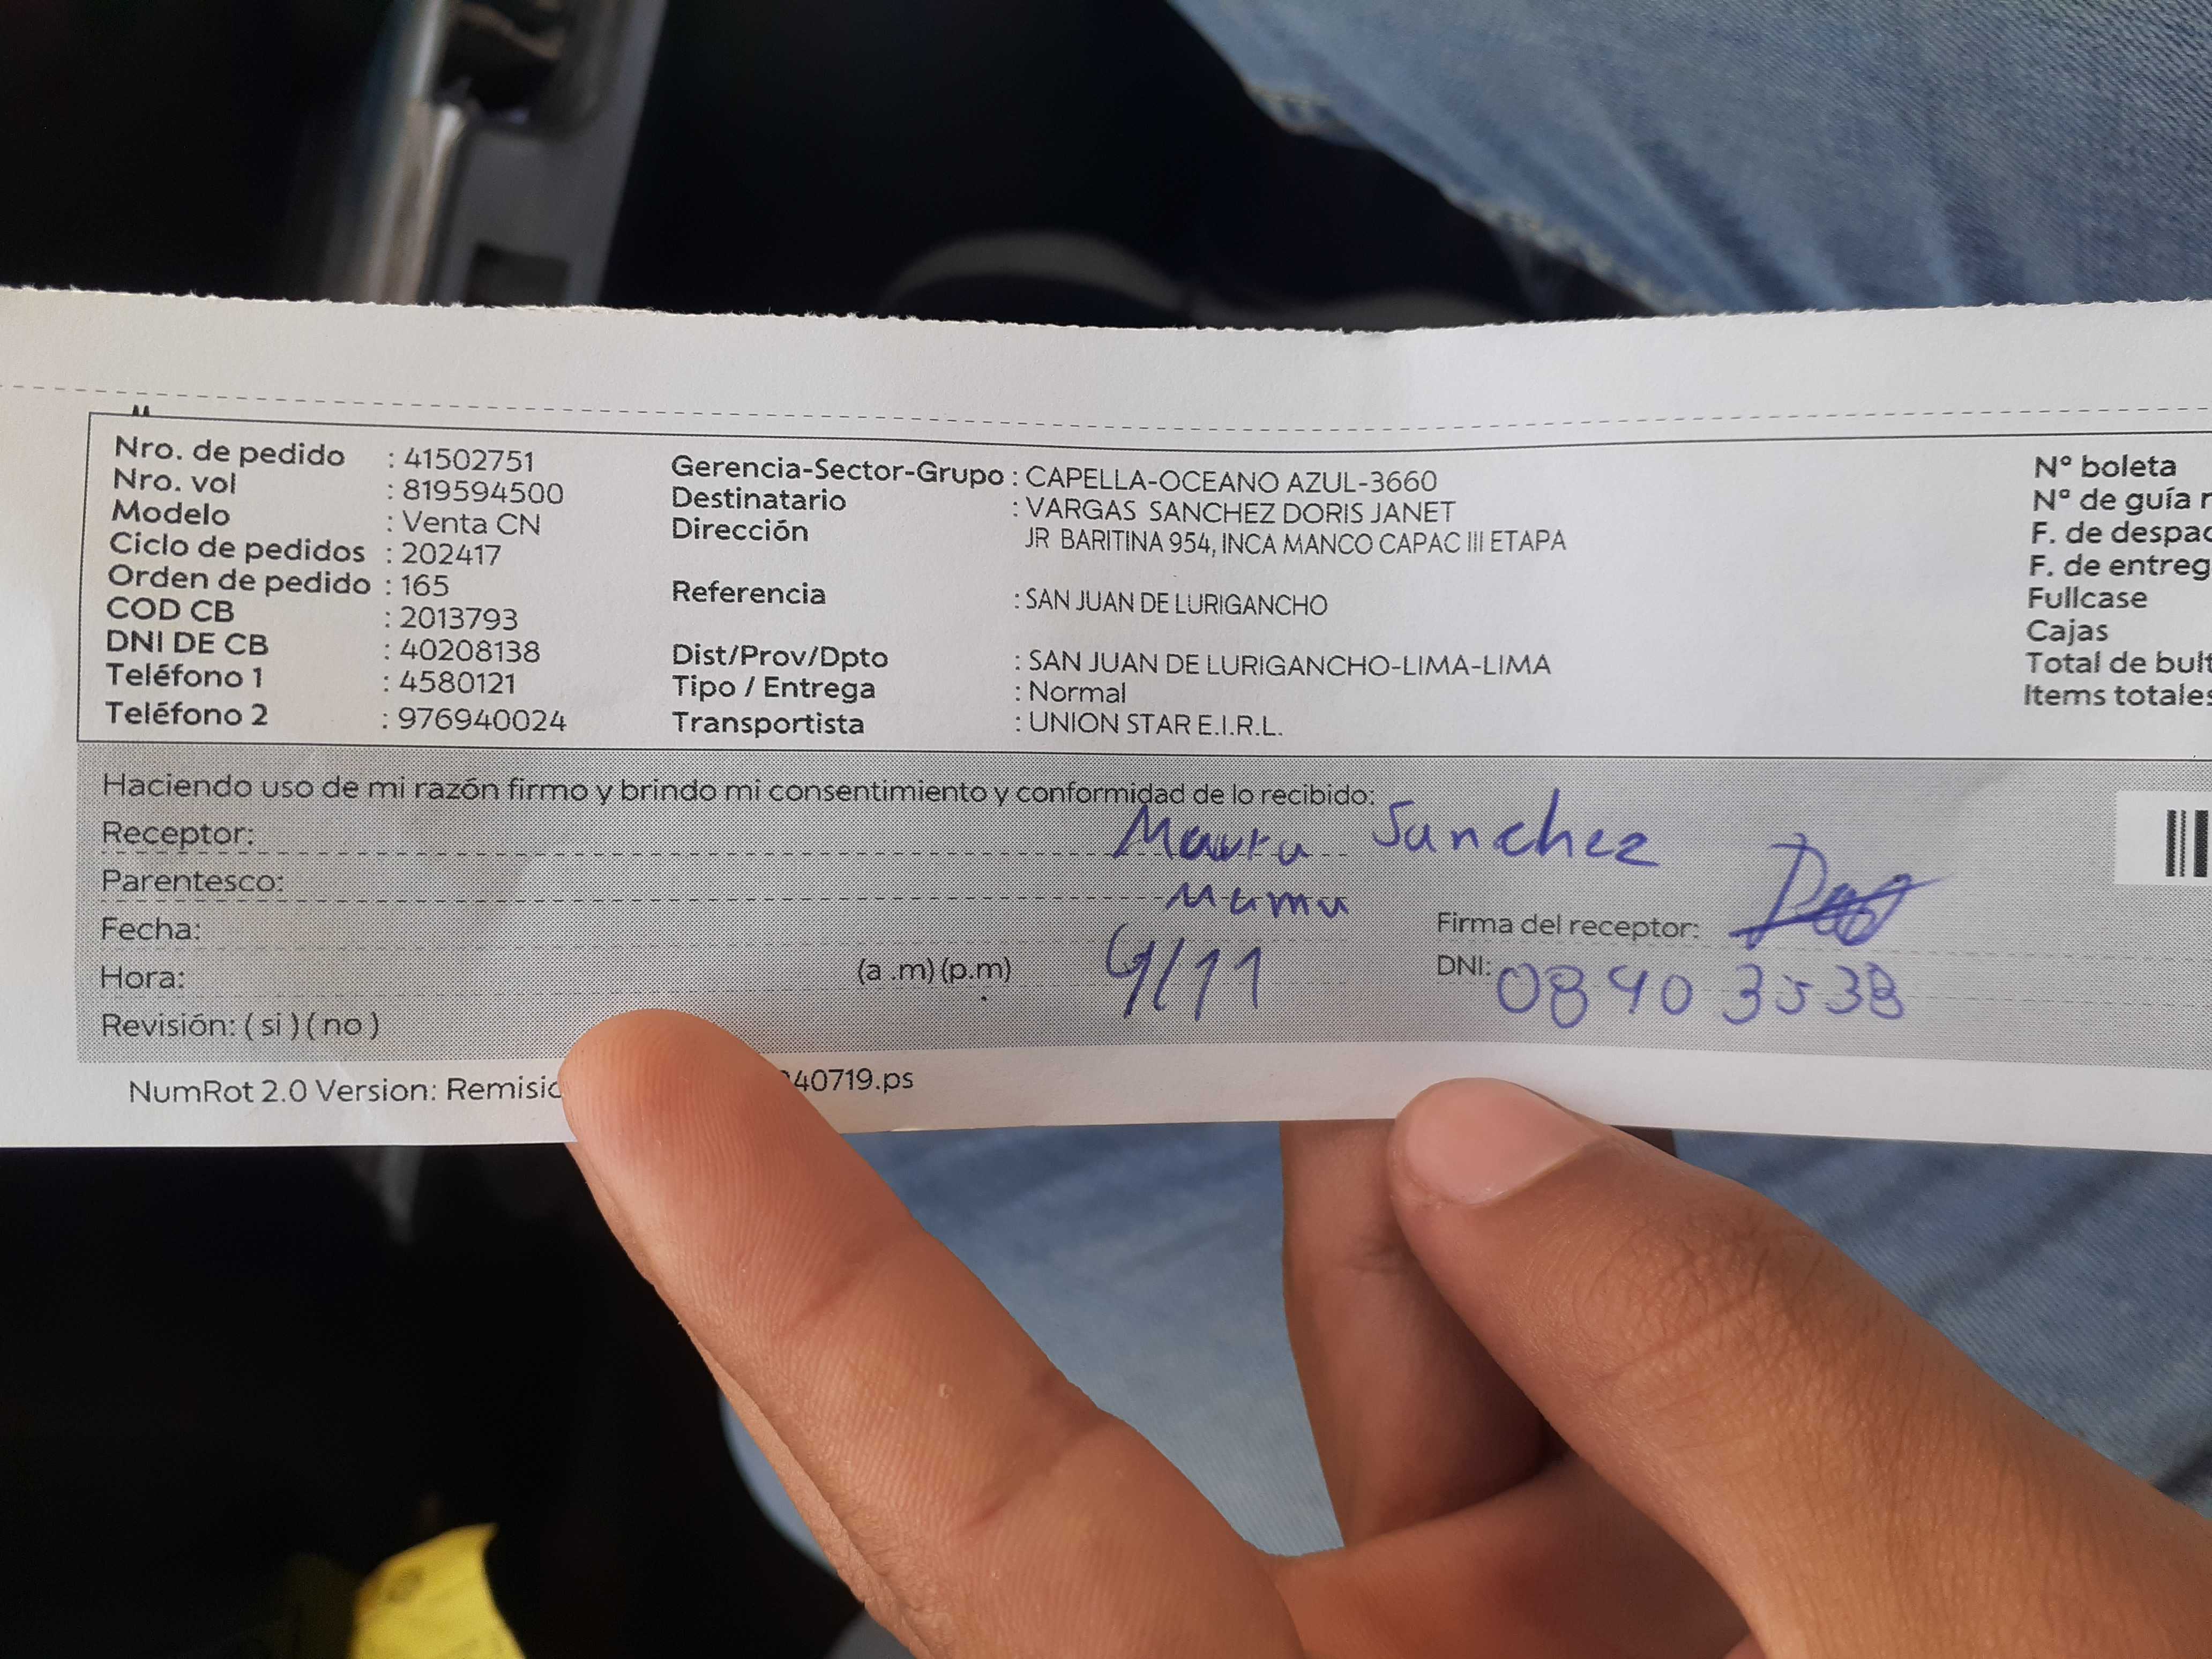 Nro. de pedido : 41502751
Nro. vol : 819594500
Modelo : Venta CN
Ciclo de pedidos : 202417
Orden de pedido : 165
COD CB : 2013793
DNI DE CB : 40208138
Teléfono 1 : 4580121
Teléfono 2 : 976940024
Gerencia-Sector-Grupo : CAPELLA-OCEANO AZUL-3660
Destinatario : VARGAS SANCHEZ DORIS JANET
Dirección JR BARITINA 954, INCA MANCO CAPAC III ETAPA
Referencia : SAN JUAN DE LURIGANCHO
Dist/Prov/Dpto : SAN JUAN DE LURIGANCHO-LIMA-LIMA
Tipo / Entrega : Normal
Transportista : UNION STAR E.I.R.L.
N° boleta
N° de guía r
F. de despac
F. de entreg
Fullcase
Cajas
Total de bult
Items totales
Haciendo uso de mi razón firmo y brindo mi consentimiento y conformidad de lo recibido:
Receptor: Sanchez
Parentesco: Mama
Fecha:
Firma del receptor:
Hora: (a .m) (p.m) 4/11
DNI: 08403538
Revisión: ( si ) ( no )
NumRot 2.0 Version: Remisic 040719.ps